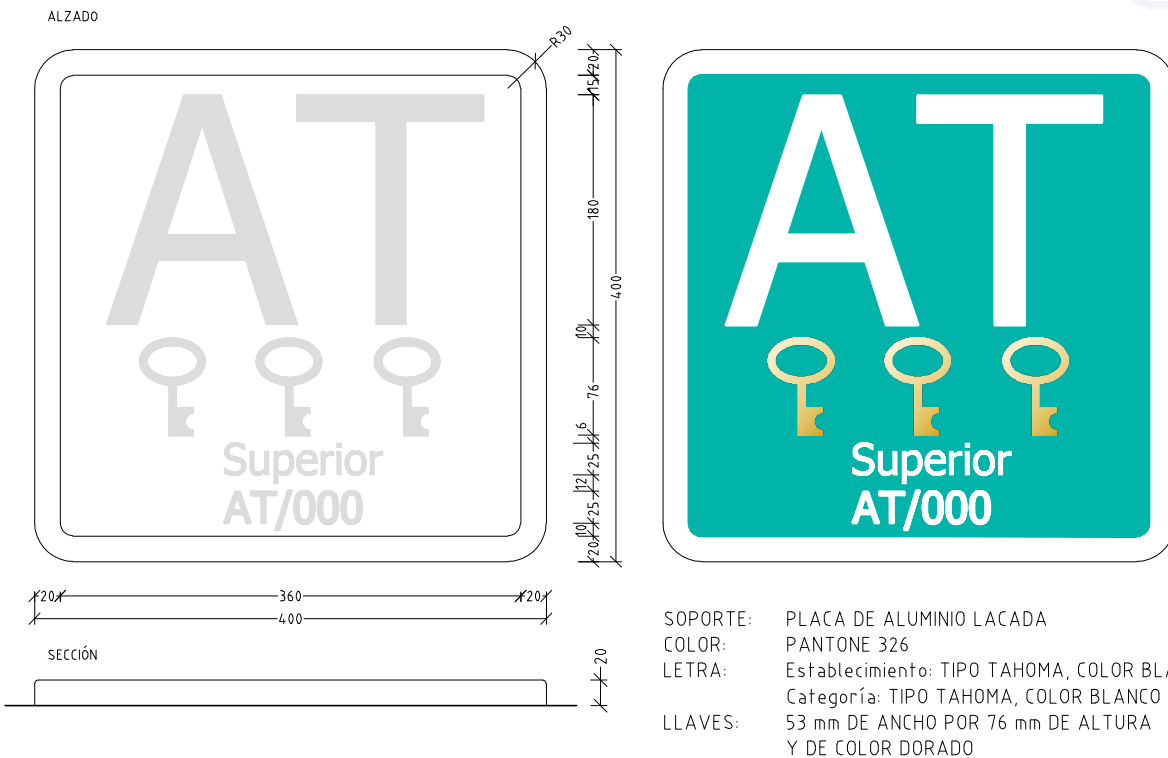 ALZADO
R30
20
15
180
400
10
76
6
25
12
25
10
20
AT
Superior
AT/000
AT
Superior
AT/000
20
360
20
400
SECCIÓN
20
SOPORTE: PLACA DE ALUMINIO LACADA
COLOR: PANTONE 326
LETRA: Establecimiento: TIPO TAHOMA, COLOR BLA
Categoría: TIPO TAHOMA, COLOR BLANCO
LLAVES: 53 mm DE ANCHO POR 76 mm DE ALTURA
Y DE COLOR DORADO